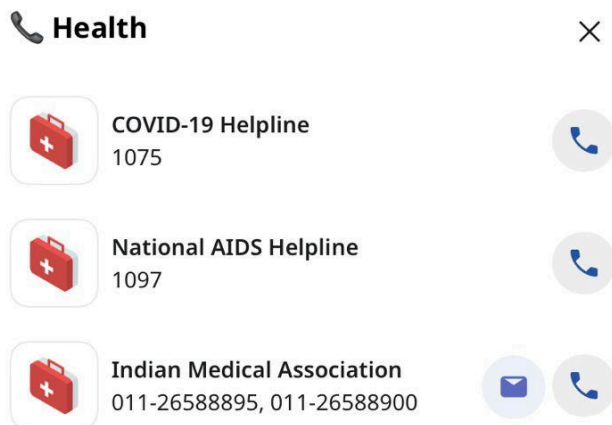 Health
COVID-19 Helpline
1075
National AIDS Helpline
1097
Indian Medical Association
011-26588895, 011-26588900